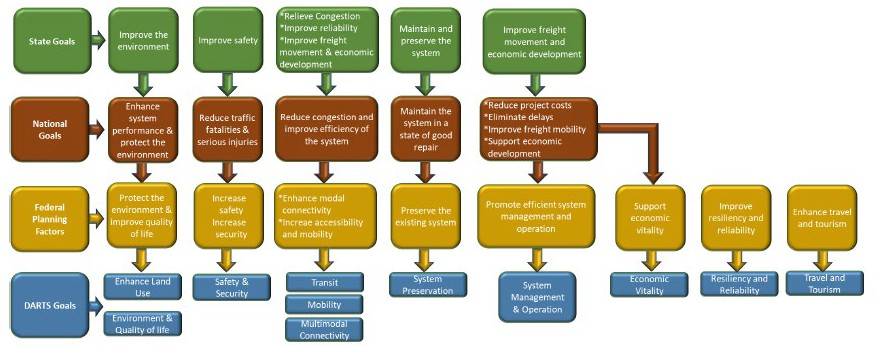 State Goals
Improve the
environment
Improve safety
*Relieve Congestion
*Improve reliability
*Improve freight
movement & economic
development
Maintain and
preserve the
system
Improve freight
movement and
economic development
National
Goals
Enhance
system
performance &
protect the
environment
Reduce traffic
fatalities &
serious injuries
Reduce congestion and
improve efficiency of
the system
Maintain the
system in a
state of good
repair
*Reduce project costs
*Eliminate delays
*Improve freight mobility
*Support economic
development
Federal
Planning
Factors
Protect the
environment &
improve quality
of life
Increase
safety
Increase
security
*Enhance modal
connectivity
*Increae accessibility
and mobility
Preserve the
existing system
Promote efficient system
management and
operation
Support
economic
vitality
Improve
resiliency and
reliability
Enhance travel
and tourism
DARTS Goals
Enhance Land
Use
Environment &
Quality of life
Safety &
Security
Transit
Mobility
Multimodal
Connectivity
System
Preservation
System
Management
& Operation
Economic
Vitality
Resiliency and
Reliability
Travel and
Tourism